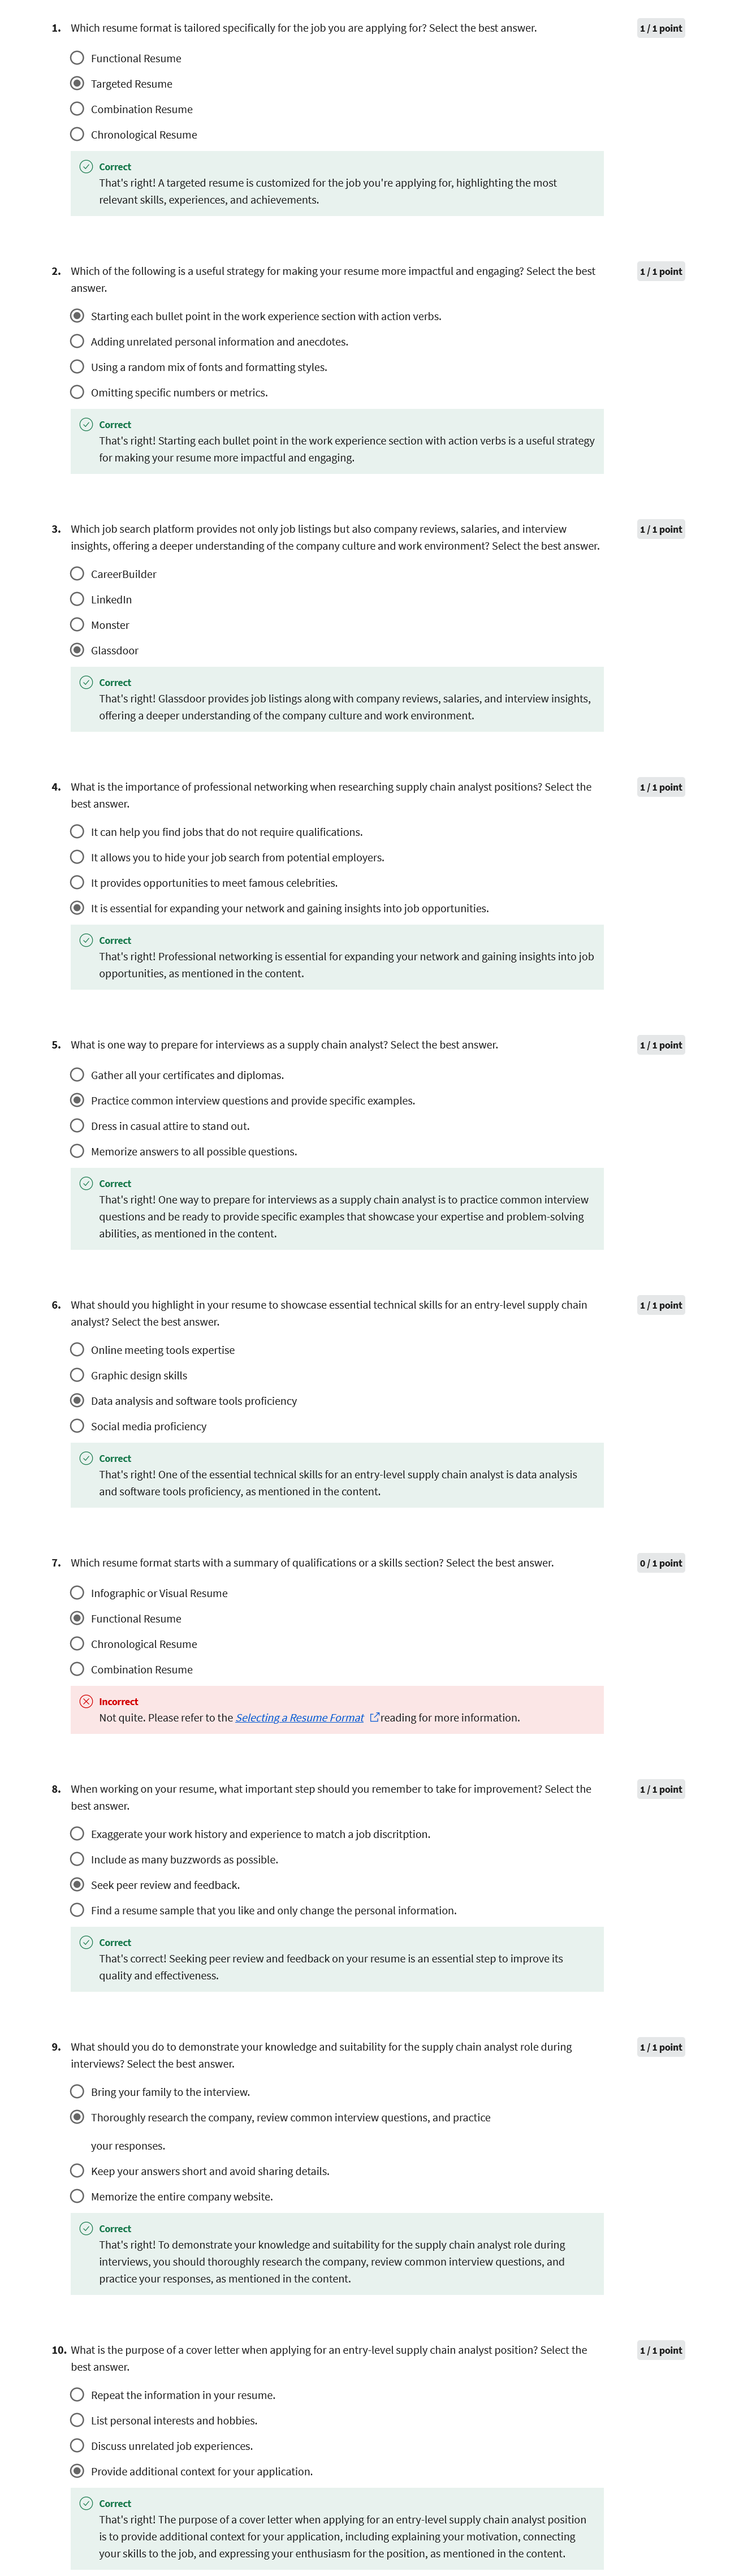 1. Which resume format is tailored specifically for the job you are applying for? Select the best answer.
1 / 1 point
Functional Resume
Targeted Resume
Combination Resume
Chronological Resume
Correct
That's right! A targeted resume is customized for the job you're applying for, highlighting the most
relevant skills, experiences, and achievements.
2. Which of the following is a useful strategy for making your resume more impactful and engaging? Select the best
answer.
1 / 1 point
Starting each bullet point in the work experience section with action verbs.
Adding unrelated personal information and anecdotes.
Using a random mix of fonts and formatting styles.
Omitting specific numbers or metrics.
Correct
That's right! Starting each bullet point in the work experience section with action verbs is a useful strategy
for making your resume more impactful and engaging.
3. Which job search platform provides not only job listings but also company reviews, salaries, and interview
insights, offering a deeper understanding of the company culture and work environment? Select the best answer.
1 / 1 point
CareerBuilder
LinkedIn
Monster
Glassdoor
Correct
That's right! Glassdoor provides job listings along with company reviews, salaries, and interview insights,
offering a deeper understanding of the company culture and work environment.
4. What is the importance of professional networking when researching supply chain analyst positions? Select the
best answer.
1 / 1 point
It can help you find jobs that do not require qualifications.
It allows you to hide your job search from potential employers.
It provides opportunities to meet famous celebrities.
It is essential for expanding your network and gaining insights into job opportunities.
Correct
That's right! Professional networking is essential for expanding your network and gaining insights into job
opportunities, as mentioned in the content.
5. What is one way to prepare for interviews as a supply chain analyst? Select the best answer.
1 / 1 point
Gather all your certificates and diplomas.
Practice common interview questions and provide specific examples.
Dress in casual attire to stand out.
Memorize answers to all possible questions.
Correct
That's right! One way to prepare for interviews as a supply chain analyst is to practice common interview
questions and be ready to provide specific examples that showcase your expertise and problem-solving
abilities, as mentioned in the content.
6. What should you highlight in your resume to showcase essential technical skills for an entry-level supply chain
analyst? Select the best answer.
1 / 1 point
Online meeting tools expertise
Graphic design skills
Data analysis and software tools proficiency
Social media proficiency
Correct
That's right! One of the essential technical skills for an entry-level supply chain analyst is data analysis
and software tools proficiency, as mentioned in the content.
7. Which resume format starts with a summary of qualifications or a skills section? Select the best answer.
0 / 1 point
Infographic or Visual Resume
Functional Resume
Chronological Resume
Combination Resume
Incorrect
Not quite. Please refer to the Selecting a Resume Format reading for more information.
8. When working on your resume, what important step should you remember to take for improvement? Select the
best answer.
1 / 1 point
Exaggerate your work history and experience to match a job discritption.
Include as many buzzwords as possible.
Seek peer review and feedback.
Find a resume sample that you like and only change the personal information.
Correct
That's correct! Seeking peer review and feedback on your resume is an essential step to improve its
quality and effectiveness.
9. What should you do to demonstrate your knowledge and suitability for the supply chain analyst role during
interviews? Select the best answer.
1 / 1 point
Bring your family to the interview.
Thoroughly research the company, review common interview questions, and practice
your responses.
Keep your answers short and avoid sharing details.
Memorize the entire company website.
Correct
That's right! To demonstrate your knowledge and suitability for the supply chain analyst role during
interviews, you should thoroughly research the company, review common interview questions, and
practice your responses, as mentioned in the content.
10. What is the purpose of a cover letter when applying for an entry-level supply chain analyst position? Select the
best answer.
1 / 1 point
Repeat the information in your resume.
List personal interests and hobbies.
Discuss unrelated job experiences.
Provide additional context for your application.
Correct
That's right! The purpose of a cover letter when applying for an entry-level supply chain analyst position
is to provide additional context for your application, including explaining your motivation, connecting
your skills to the job, and expressing your enthusiasm for the position, as mentioned in the content.